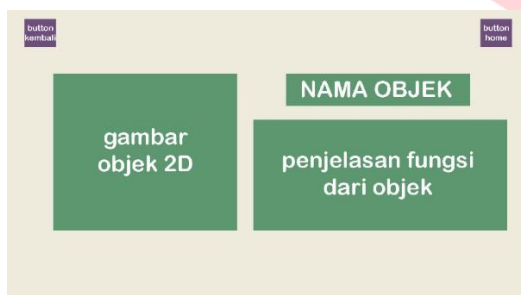 button
kembali
button
home
NAMA OBJEK
gambar
objek 2D
penjelasan fungsi
dari objek